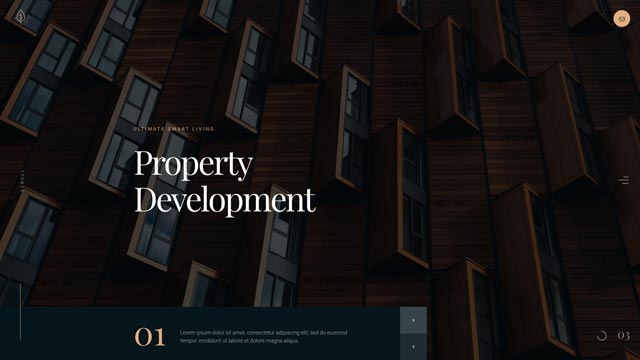 ULTIMATE SMART LIVING
Property
Development
SCROLL
01
Lorem ipsum dolor sit amet, consectetur adipiscing elit, sed do eiusmod
tempor incididunt ut labore et dolore magna aliqua.
03